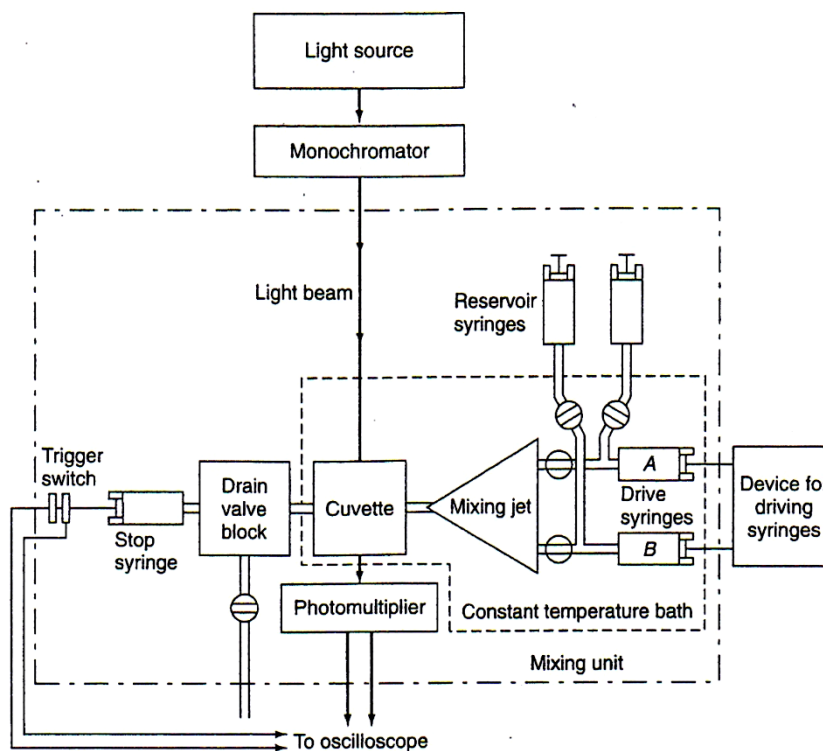 Light source
Monochromator
Light beam
Reservoir
syringes
Trigger
switch
Drain
valve
block
Cuvette
Mixing jet
A
Drive
syringes
B
Device fo
driving
syringes
Stop
syringe
Photomultiplier
Constant temperature bath
Mixing unit
To oscilloscope